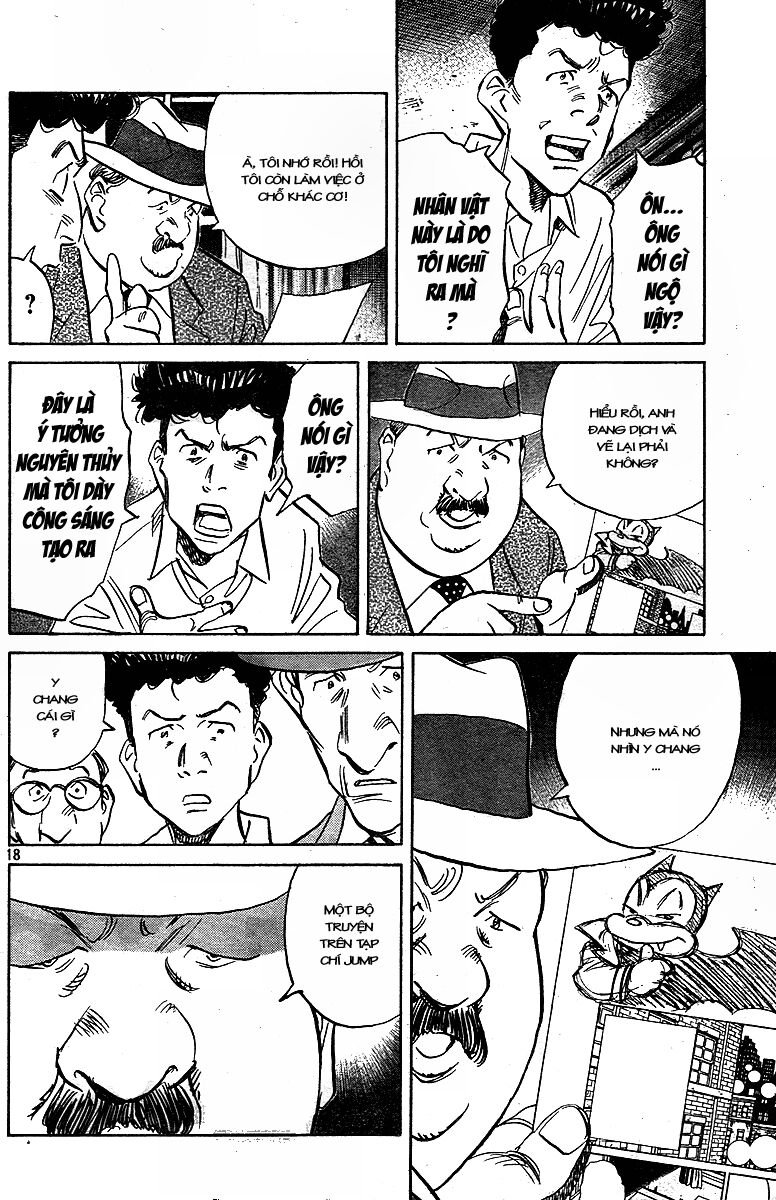 ÔN...
ÔNG
NÓI GÌ
NGỘ
VẬY?
NHÂN VẬT
NÀY LÀ DO
TÔI NGHĨ
RA MÀ
?
À, TÔI NHỚ RỒI! HỒI
TÔI CÒN LÀM VIỆC Ở
CHỖ KHÁC CƠ!
?
HIỂU RỒI, ANH
ĐANG DỊCH VÀ
VẼ LẠI PHẢI
KHÔNG?
ÔNG
NÓI GÌ
VẬY?
ĐÂY LÀ
Ý TƯỞNG
NGUYÊN THỦY
MÀ TÔI DÀY
CÔNG SÁNG
TẠO RA
NHƯNG MÀ NÓ
NHÌN Y CHANG
...
Y
CHANG
CÁI GÌ
?
18
MỘT BỘ
TRUYỆN
TRÊN TẠP
CHÍ JUMP